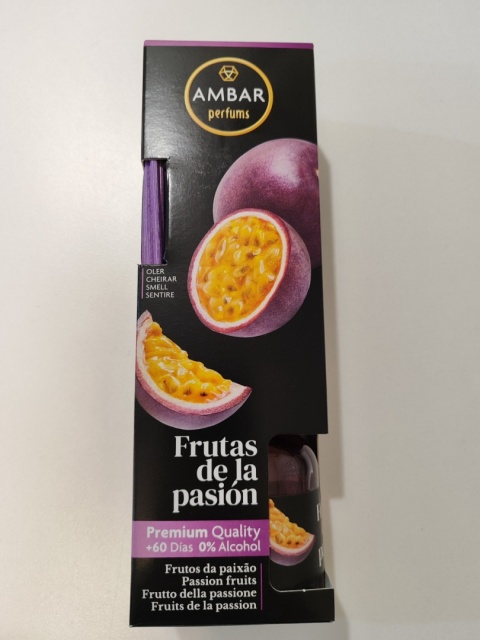 AMBAR
perfums
OLER
CHEIRAR
SMELL
SENTIRE
Frutas
de la
pasión
Premium Quality
+60 Días 0% Alcohol
Frutos da paixão
Passion fruits
Frutto della passione
Fruits de la passion